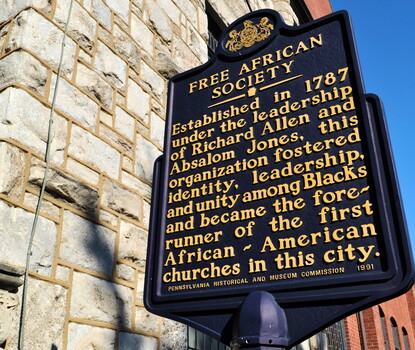 FREE AFRICAN
SOCIETY
Established in 1787
under the leadership
of Richard Allen and
Absalom Jones, this
organization fostered
identity, leadership,
and unity among Blacks
and became the fore-
runner of the first
African-American
churches in this city.
PENNSYLVANIA HISTORICAL AND MUSEUM COMMISSION 1991